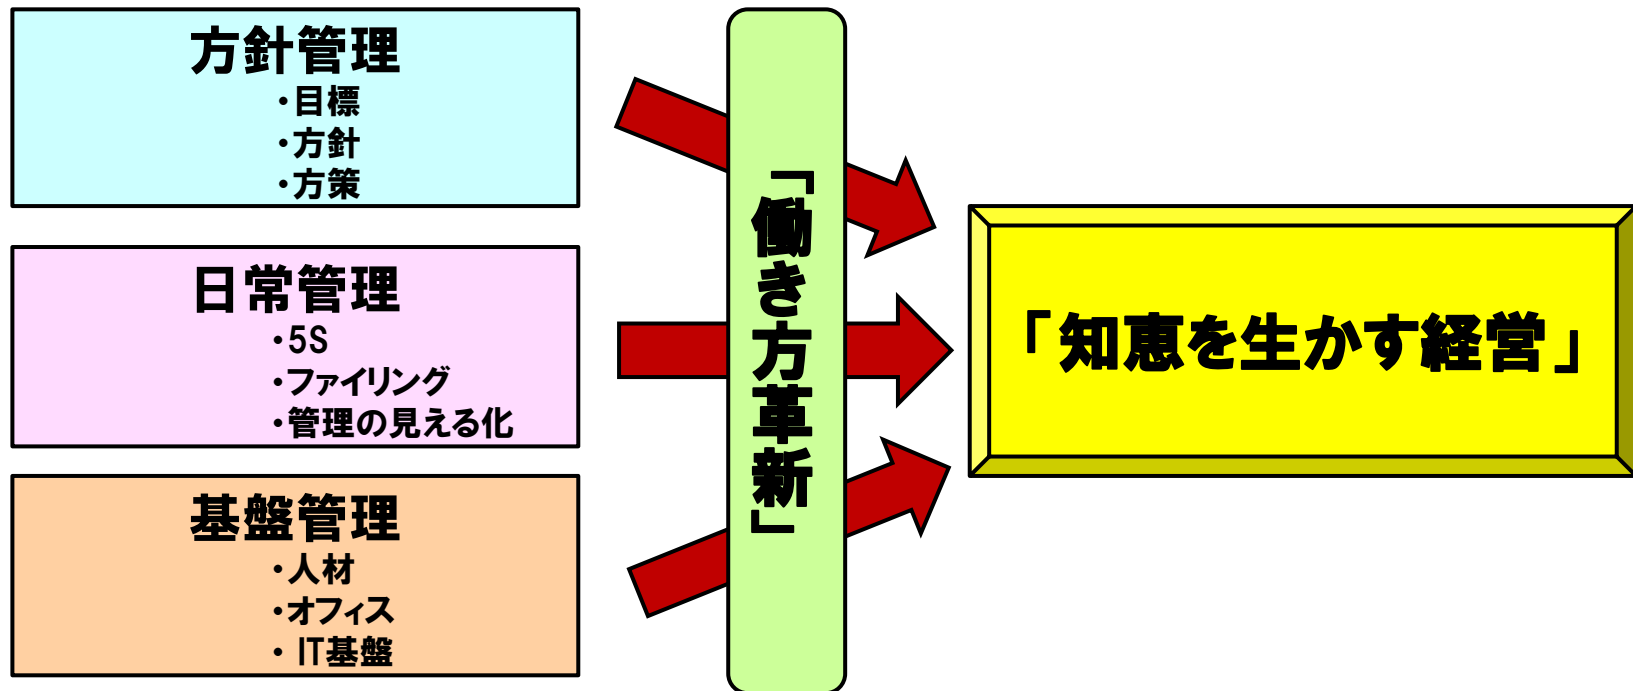 方針管理
・目標
・方針
・方策
日常管理
・5S
・ファイリング
・管理の見える化
基盤管理
・人材
・オフィス
・IT基盤
「働き方革新」
「知恵を生かす経営」